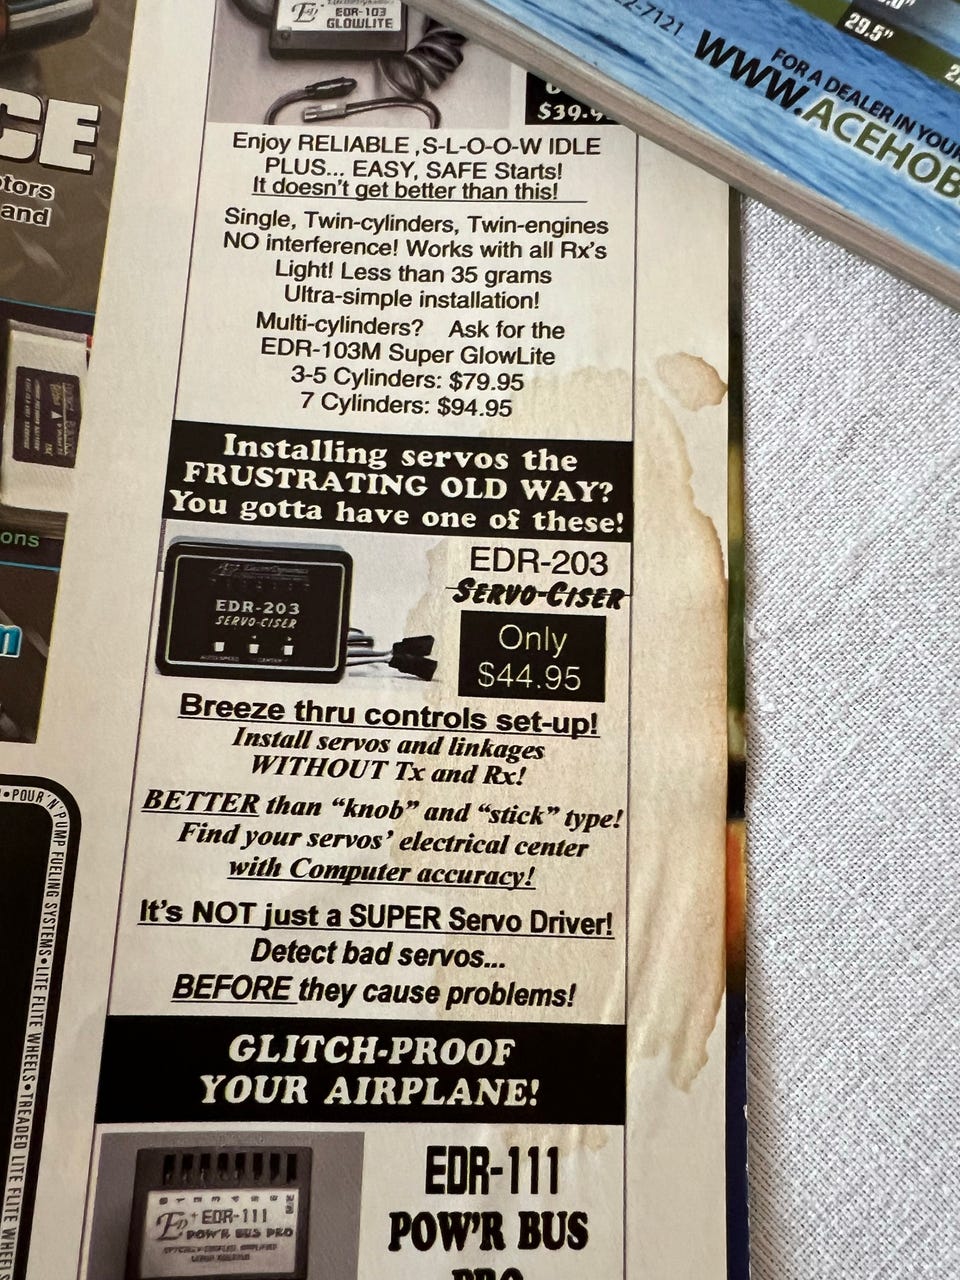 EDR-103
GLOWLITE
$39.9
Enjoy RELIABLE ,S-L-O-O-W IDLE
PLUS... EASY, SAFE Starts!
It doesn't get better than this!
Single, Twin-cylinders, Twin-engines
NO interference! Works with all Rx's
Light! Less than 35 grams
Ultra-simple installation!
Multi-cylinders? Ask for the
EDR-103M Super GlowLite
3-5 Cylinders: $79.95
7 Cylinders: $94.95
Installing servos the
FRUSTRATING OLD WAY?
You gotta have one of these!
EDR-203
SERVO-CISER
Only
$44.95
EDR-203
SERVO-CISER
Breeze thru controls set-up!
Install servos and linkages
WITHOUT Tx and Rx!
BETTER than “knob” and “stick” type!
Find your servos’ electrical center
with Computer accuracy!
It's NOT just a SUPER Servo Driver!
Detect bad servos...
BEFORE they cause problems!
GLITCH-PROOF
YOUR AIRPLANE!
EDR-111
POW'R BUS
PRO
EDR-111
POW'R BUS PRO
22-7121
29.5"
FOR A DEALER IN YOUR
WWW.ACEHOB
CE
tors
and
ons
m
•POUR'N'PUMP FUELING SYSTEMS•LITE FLITE WHEELS•TREADED LITE FLITE WHEELS